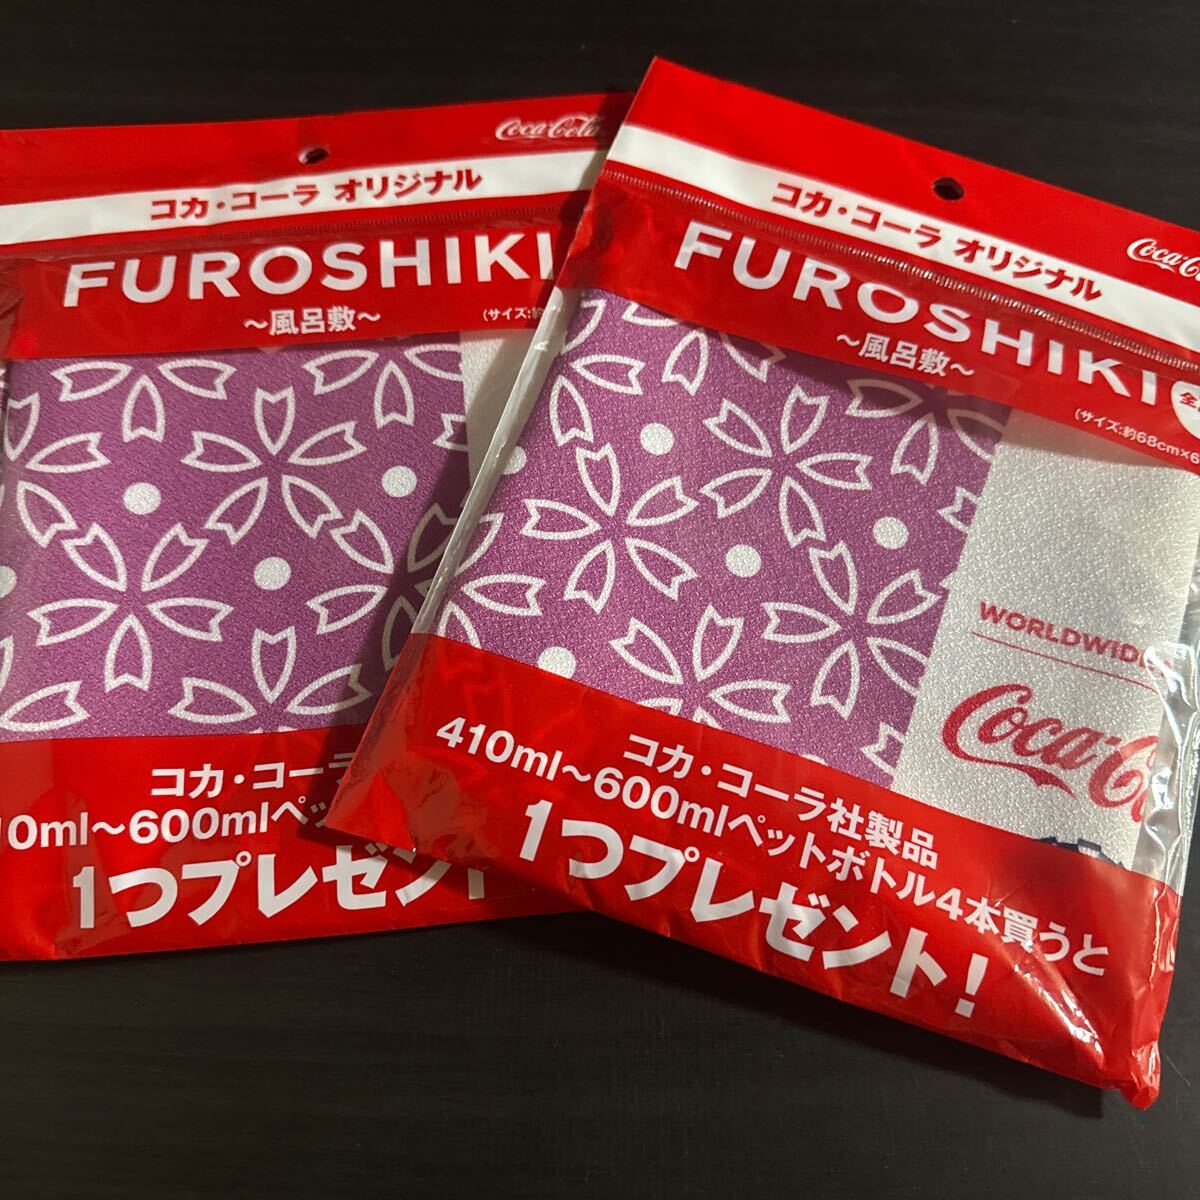 Coca-Cola
コカ・コーラ オリジナル
FUROSHIKI
～風呂敷～
(サイズ:約
コカ・コーラ
10ml～600mlペッ
1つプレゼント
コカ・コーラ オリジナル
FUROSHIKI
～風呂敷～
(サイズ:約68cm×6
全
WORLDWID
Coca-C
コカ・コーラ社製品
410ml～600mlペットボトル4本買うと
1つプレゼント!